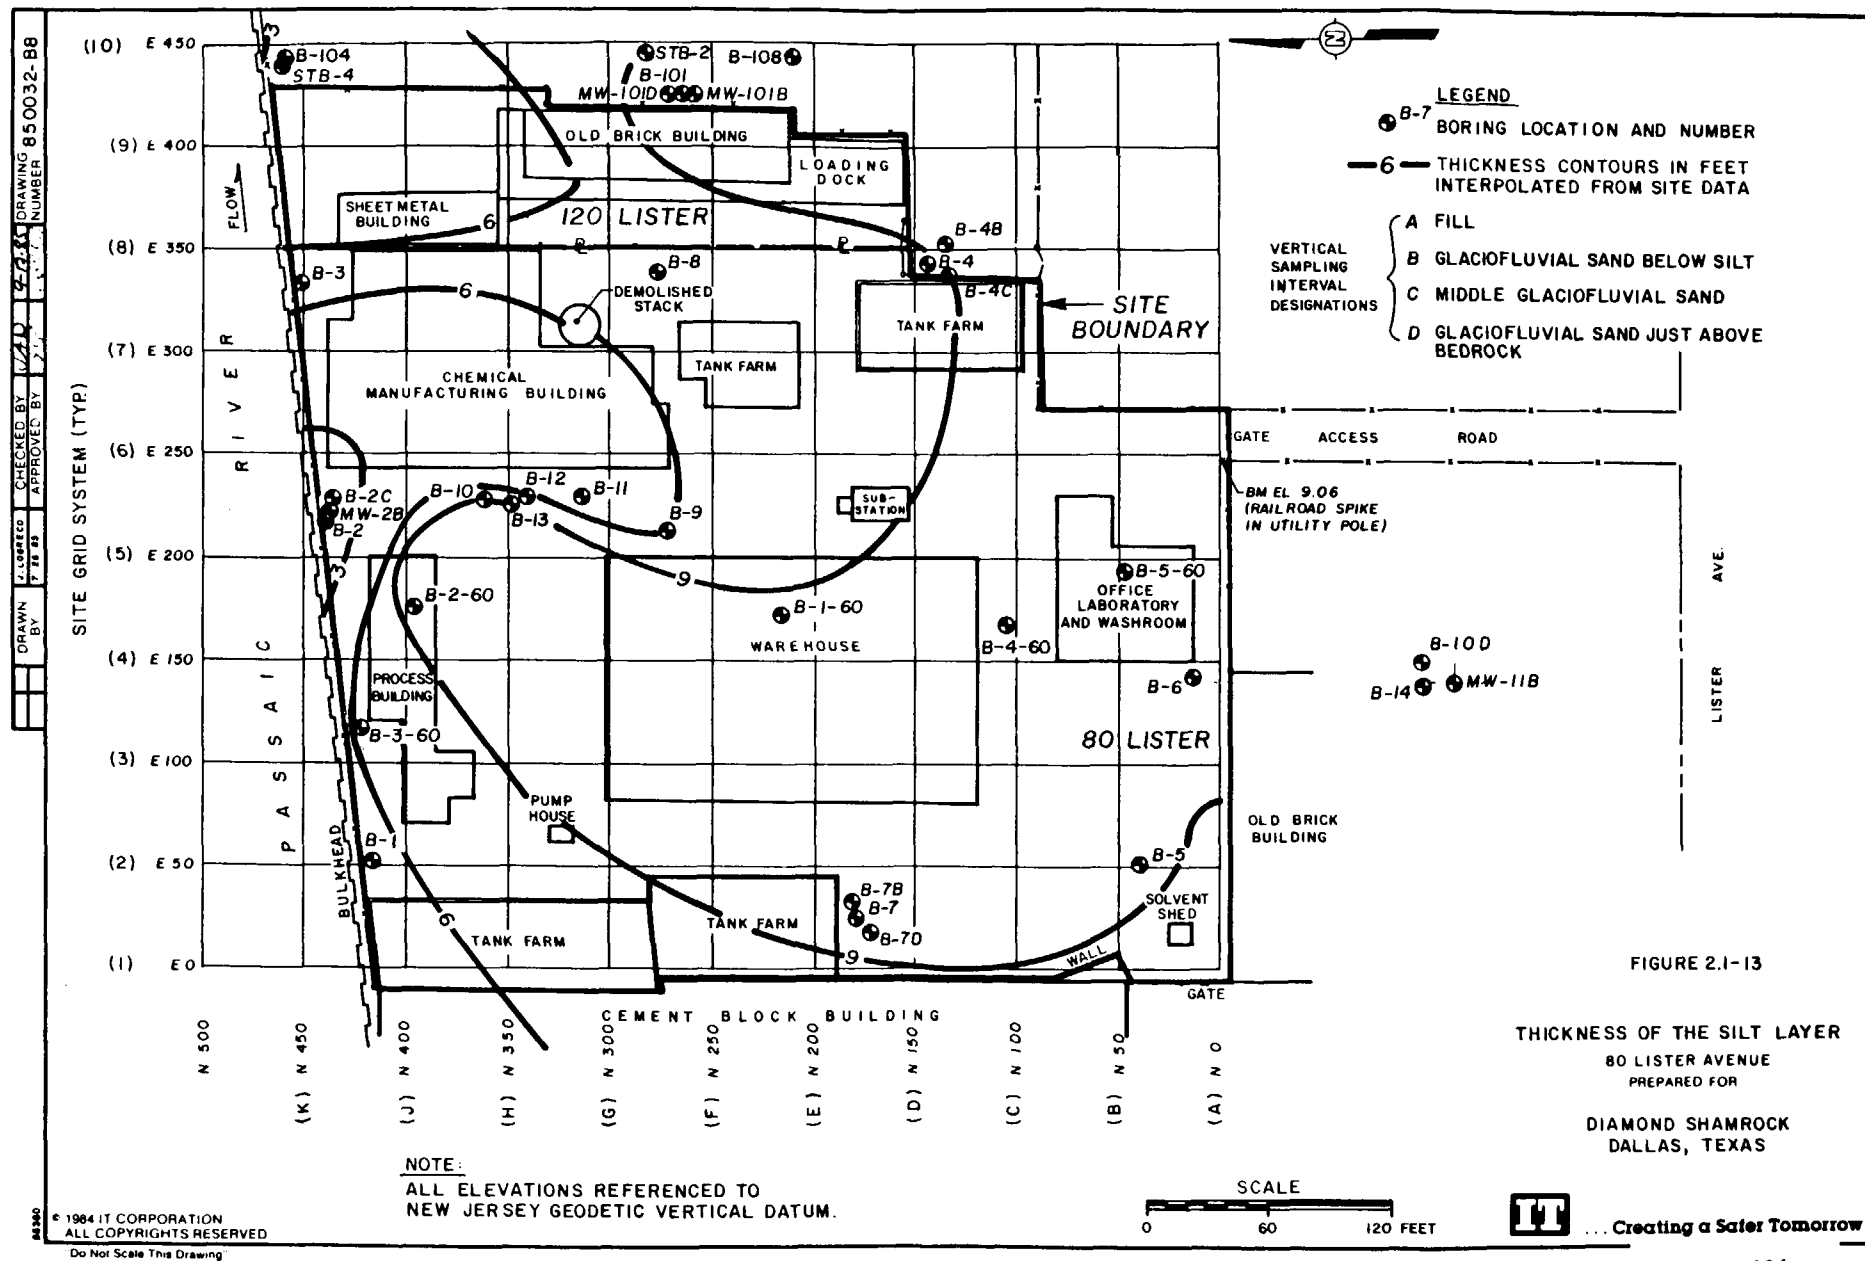 DRAWING NUMBER 850032-B8
CHECKED BY
APPROVED BY
DRAWN BY
SITE GRID SYSTEM (TYP.)
(10) E 450
(9) E 400
(8) E 350
(7) E 300
(6) E 250
(5) E 200
(4) E 150
(3) E 100
(2) E 50
(1) E 0
N 500
(K) N 450
(J) N 400
(H) N 350
(G) N 300
(F) N 250
(E) N 200
(D) N 150
(C) N 100
(B) N 50
(A) N 0
FLOW
PASSAIC
RIVER
BULKHEAD
3
B-104
STB-4
STB-2
B-101
B-108
MW-101D
MW-101B
OLD BRICK BUILDING
LOADING
DOCK
SHEET METAL
BUILDING
6
120 LISTER
B-4B
B-4
B-4C
B-3
B-8
6
DEMOLISHED
STACK
TANK FARM
TANK FARM
SITE
BOUNDARY
CHEMICAL
MANUFACTURING BUILDING
GATE
ACCESS
ROAD
BM EL 9.06
(RAILROAD SPIKE
IN UTILITY POLE)
B-2C
MW-2B
B-2
3
B-10
B-12
B-11
B-13
B-9
SUB-
STATION
9
B-2-60
B-1-60
WAREHOUSE
B-4-60
B-5-60
OFFICE
LABORATORY
AND WASHROOM
B-6
80 LISTER
B-10D
B-14
MW-11B
LISTER AVE.
PROCESS
BUILDING
B-3-60
PUMP
HOUSE
B-1
6
TANK FARM
TANK FARM
B-7B
B-7
B-7D
9
B-5
SOLVENT
SHED
WALL
GATE
OLD BRICK
BUILDING
CEMENT BLOCK BUILDING
LEGEND
B-7 BORING LOCATION AND NUMBER
6 THICKNESS CONTOURS IN FEET
INTERPOLATED FROM SITE DATA
VERTICAL
SAMPLING
INTERVAL
DESIGNATIONS
A FILL
B GLACIOFLUVIAL SAND BELOW SILT
C MIDDLE GLACIOFLUVIAL SAND
D GLACIOFLUVIAL SAND JUST ABOVE
BEDROCK
FIGURE 2.1-13
THICKNESS OF THE SILT LAYER
80 LISTER AVENUE
PREPARED FOR
DIAMOND SHAMROCK
DALLAS, TEXAS
NOTE:
ALL ELEVATIONS REFERENCED TO
NEW JERSEY GEODETIC VERTICAL DATUM.
SCALE
0 60 120 FEET
IT ... Creating a Safer Tomorrow
© 1984 IT CORPORATION
ALL COPYRIGHTS RESERVED
"Do Not Scale This Drawing"